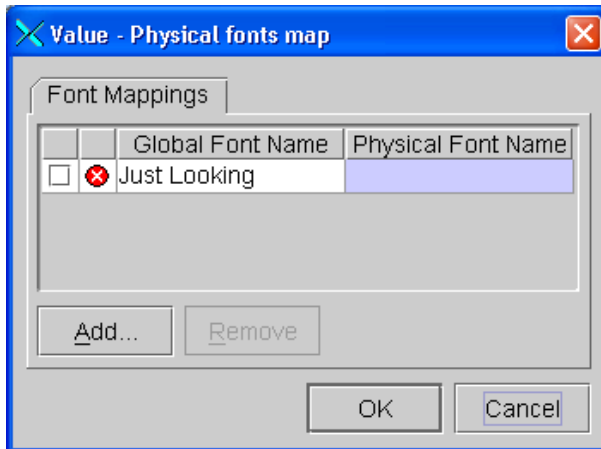 Value - Physical fonts map
Font Mappings
Global Font Name Physical Font Name
Just Looking
Add... Remove
OK Cancel